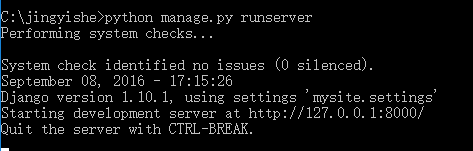 C:\jingyishe>python manage.py runserver
Performing system checks...
System check identified no issues (0 silenced).
September 08, 2016 - 17:15:26
Django version 1.10.1, using settings 'mysite.settings'
Starting development server at http://127.0.0.1:8000/
Quit the server with CTRL-BREAK.